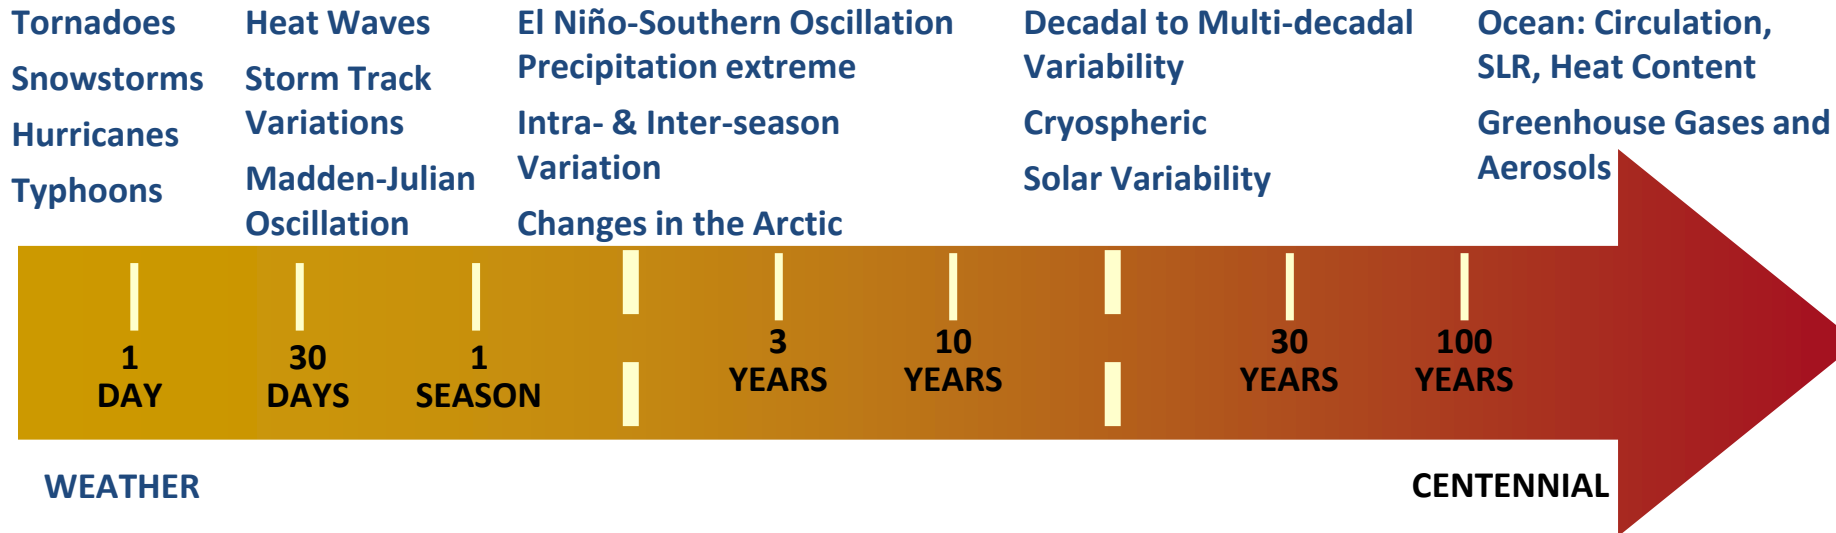 Tornadoes
Snowstorms
Hurricanes
Typhoons
Heat Waves
Storm Track
Variations
Madden-Julian
Oscillation
El Niño-Southern Oscillation
Precipitation extreme
Intra- & Inter-season
Variation
Changes in the Arctic
Decadal to Multi-decadal
Variability
Cryospheric
Solar Variability
Ocean: Circulation,
SLR, Heat Content
Greenhouse Gases and
Aerosols
1
DAY
30
DAYS
1
SEASON
3
YEARS
10
YEARS
30
YEARS
100
YEARS
WEATHER
CENTENNIAL